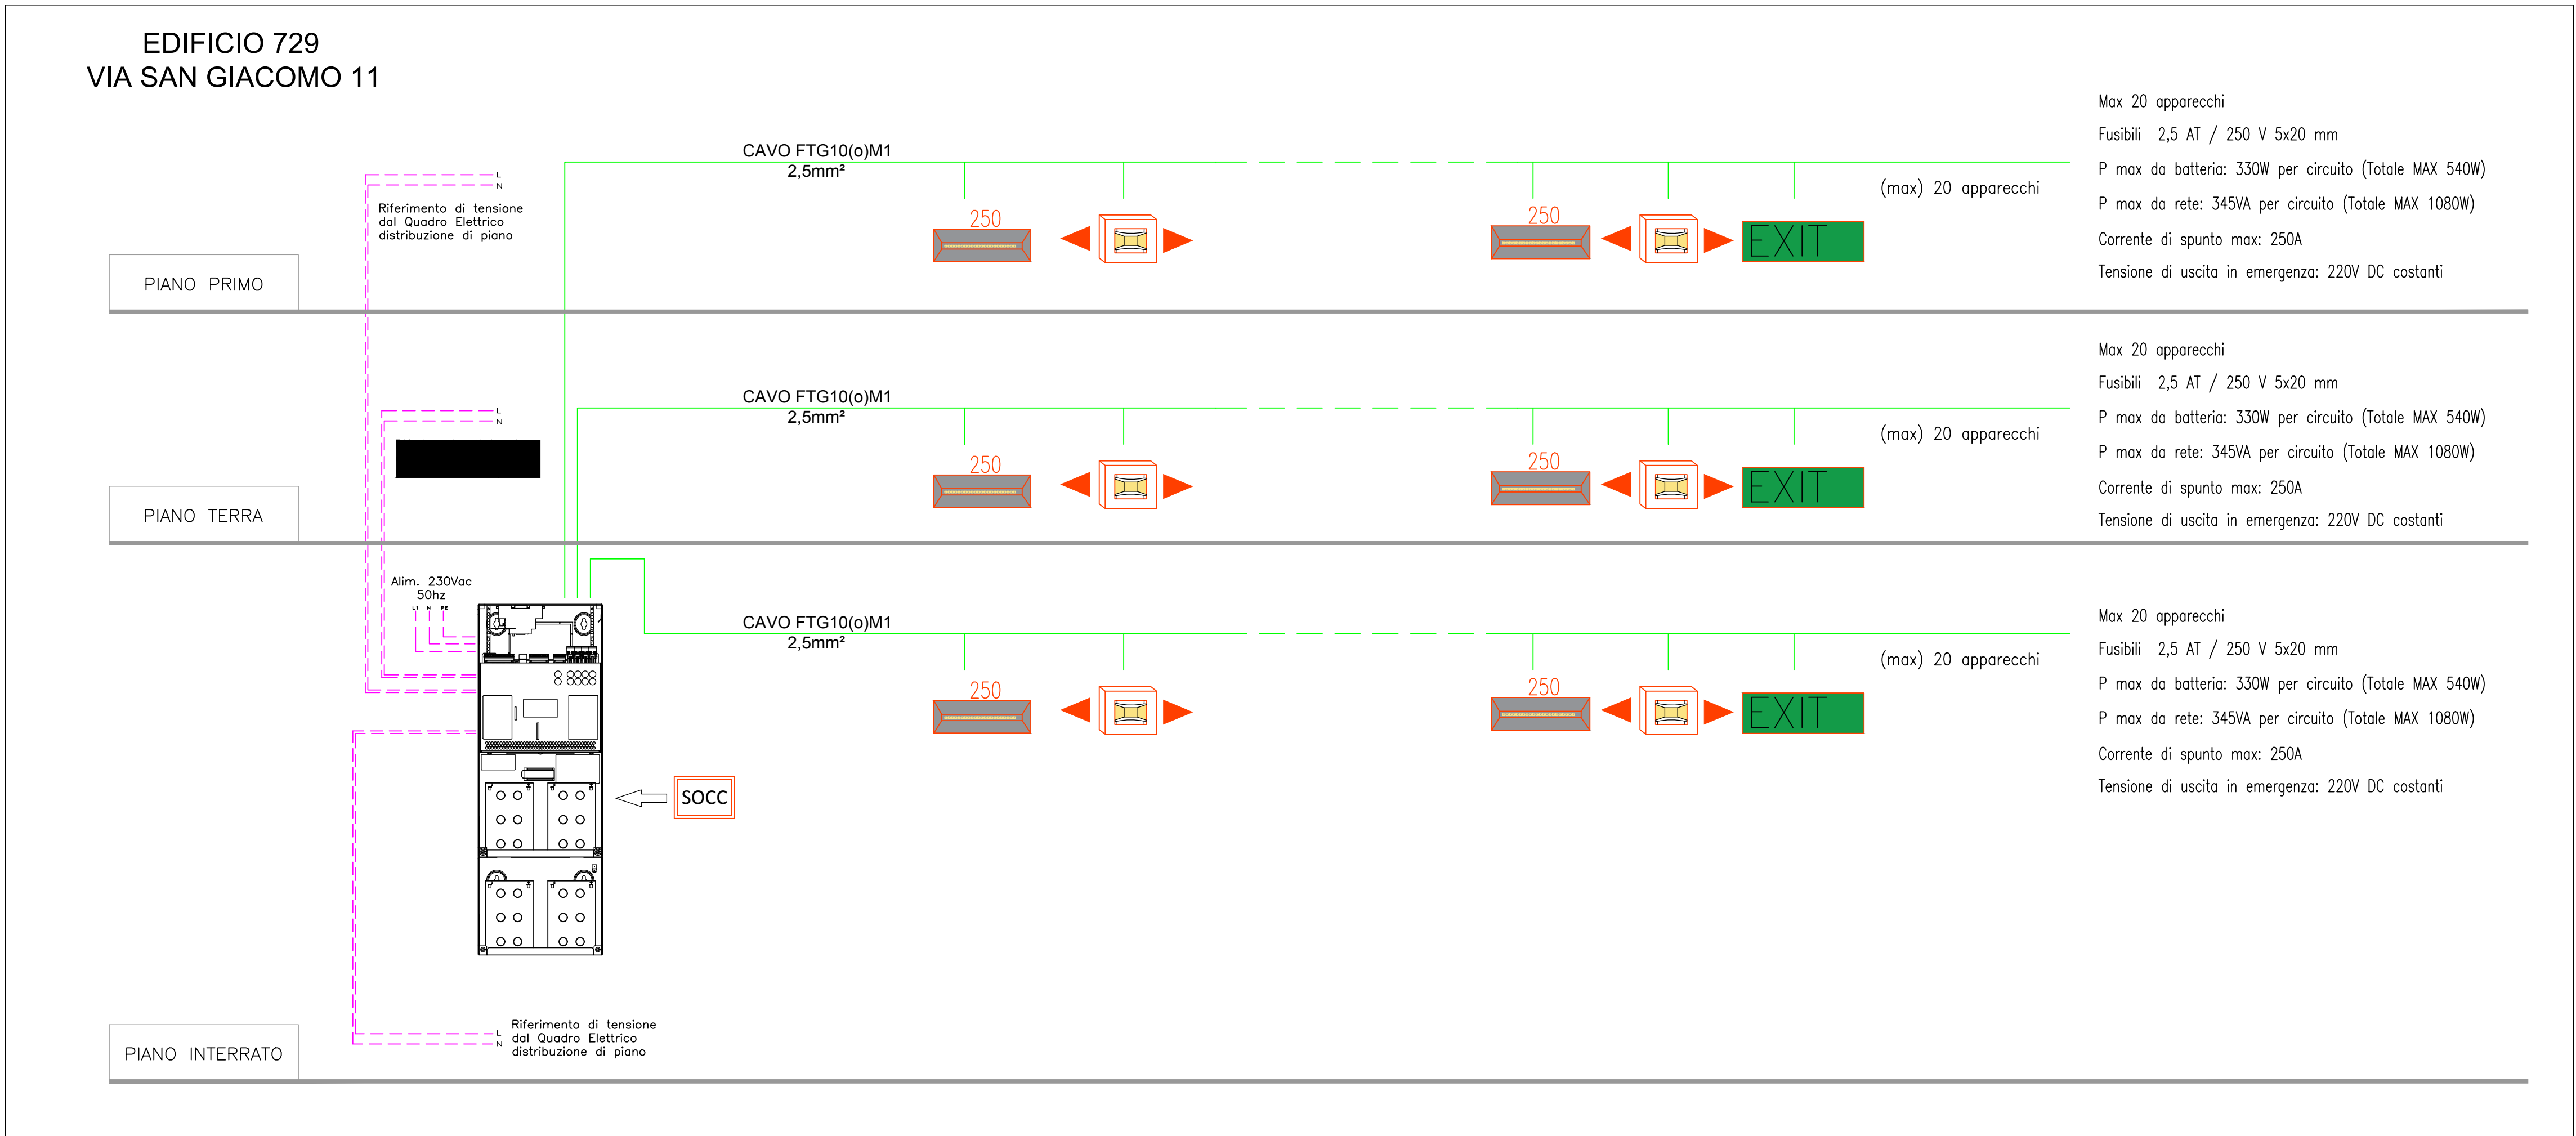 EDIFICIO 729
VIA SAN GIACOMO 11
CAVO FTG10(o)M1
2,5mm²
L
N
Riferimento di tensione
dal Quadro Elettrico
distribuzione di piano
250
250
EXIT
(max) 20 apparecchi
Max 20 apparecchi
Fusibili 2,5 AT / 250 V 5x20 mm
P max da batteria: 330W per circuito (Totale MAX 540W)
P max da rete: 345VA per circuito (Totale MAX 1080W)
Corrente di spunto max: 250A
Tensione di uscita in emergenza: 220V DC costanti
PIANO PRIMO
CAVO FTG10(o)M1
2,5mm²
L
N
250
250
EXIT
(max) 20 apparecchi
Max 20 apparecchi
Fusibili 2,5 AT / 250 V 5x20 mm
P max da batteria: 330W per circuito (Totale MAX 540W)
P max da rete: 345VA per circuito (Totale MAX 1080W)
Corrente di spunto max: 250A
Tensione di uscita in emergenza: 220V DC costanti
PIANO TERRA
Alim. 230Vac
50hz
L1 N PE
CAVO FTG10(o)M1
2,5mm²
250
250
EXIT
(max) 20 apparecchi
Max 20 apparecchi
Fusibili 2,5 AT / 250 V 5x20 mm
P max da batteria: 330W per circuito (Totale MAX 540W)
P max da rete: 345VA per circuito (Totale MAX 1080W)
Corrente di spunto max: 250A
Tensione di uscita in emergenza: 220V DC costanti
SOCC
L
N
Riferimento di tensione
dal Quadro Elettrico
distribuzione di piano
PIANO INTERRATO